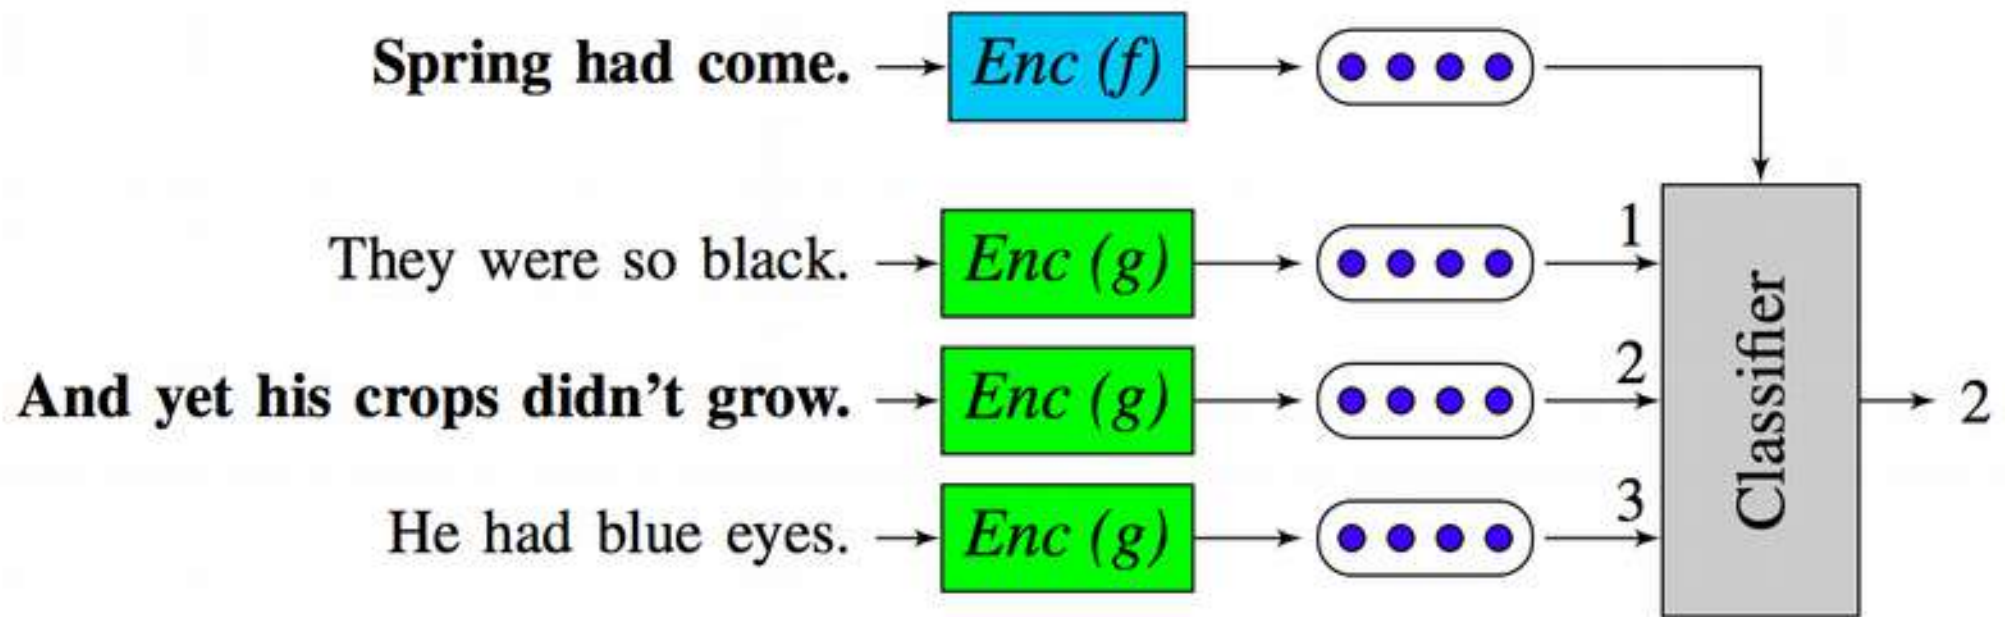 Spring had come. Enc (f)
They were so black. Enc (g) 1
And yet his crops didn't grow. Enc (g) 2
He had blue eyes. Enc (g) 3
Classifier
2